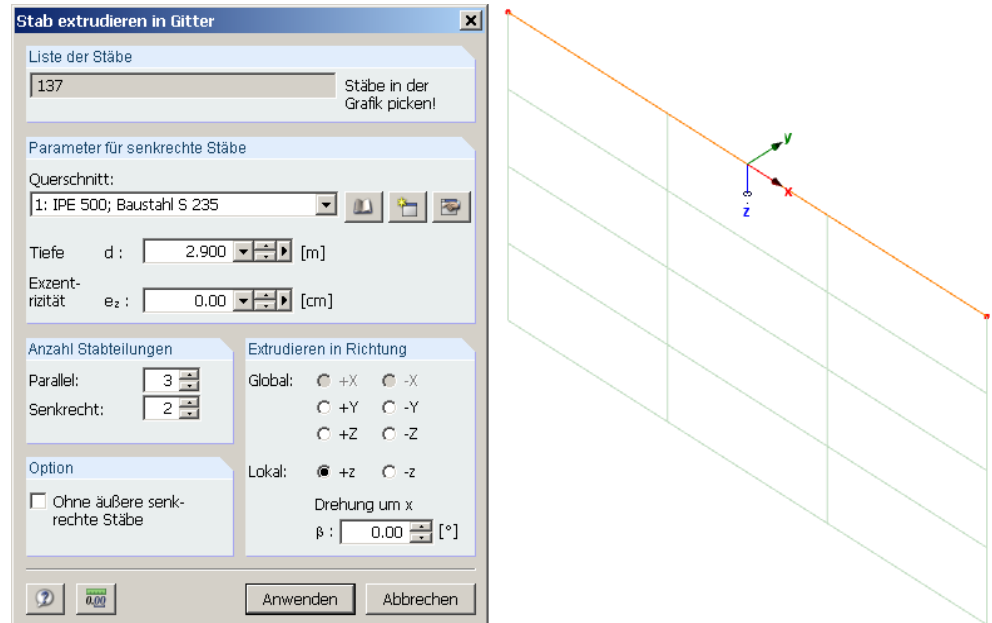 Stab extrudieren in Gitter
Liste der Stäbe
137
Stäbe in der
Grafik picken!
Parameter für senkrechte Stäbe
Querschnitt:
1: IPE 500; Baustahl S 235
Tiefe d : 2.900 [m]
Exzent-
rizität e z : 0.00 [cm]
Anzahl Stabteilungen
Parallel: 3
Senkrecht: 2
Extrudieren in Richtung
Global: +X -X
+Y -Y
+Z -Z
Lokal: +z -z
Drehung um x
β : 0.00 [°]
Option
Ohne äußere senk-
rechte Stäbe
0.00
Anwenden Abbrechen
y
x
z